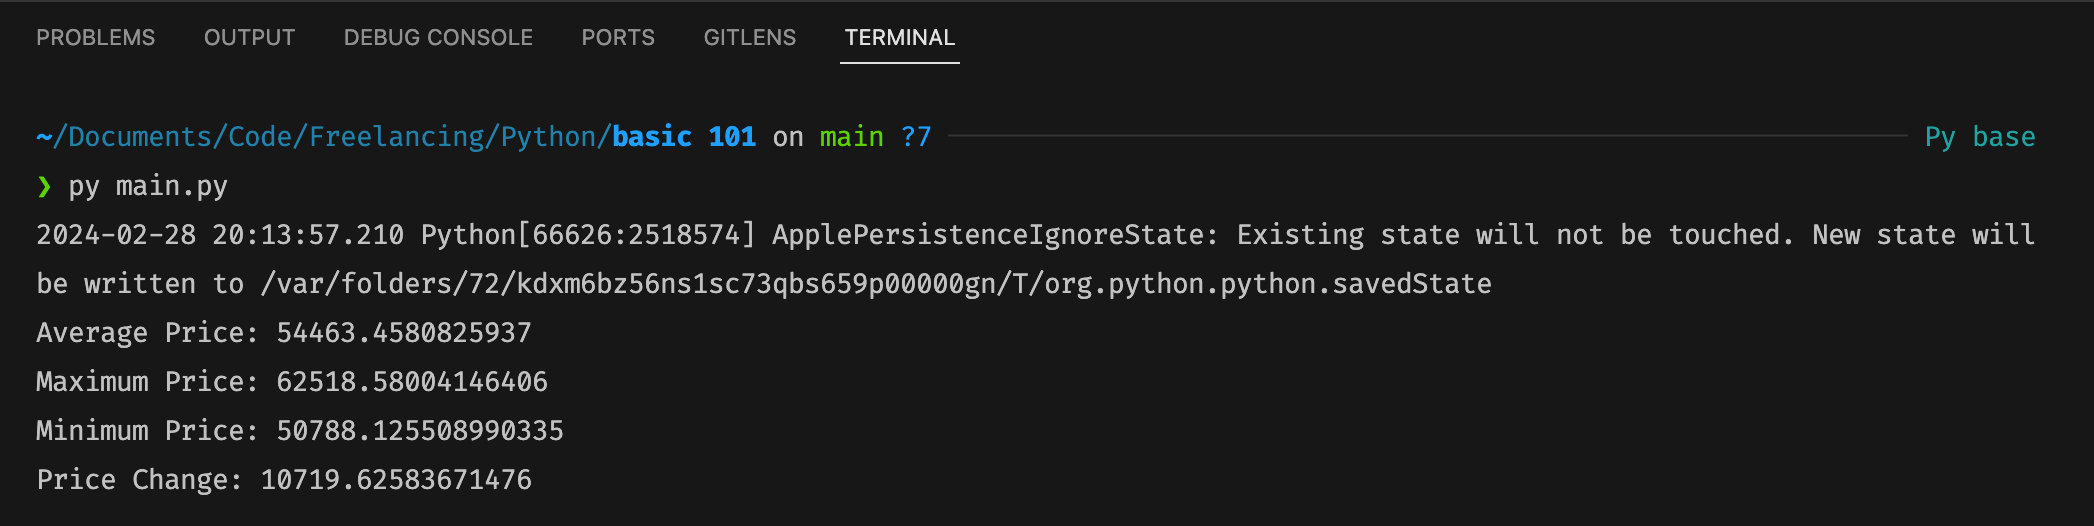 PROBLEMS OUTPUT DEBUG CONSOLE PORTS GITLENS TERMINAL
~/Documents/Code/Freelancing/Python/basic 101 on main ?7 Py base
❯ py main.py
2024-02-28 20:13:57.210 Python[66626:2518574] ApplePersistenceIgnoreState: Existing state will not be touched. New state will
be written to /var/folders/72/kdxm6bz56ns1sc73qbs659p00000gn/T/org.python.python.savedState
Average Price: 54463.4580825937
Maximum Price: 62518.58004146406
Minimum Price: 50788.125508990335
Price Change: 10719.62583671476